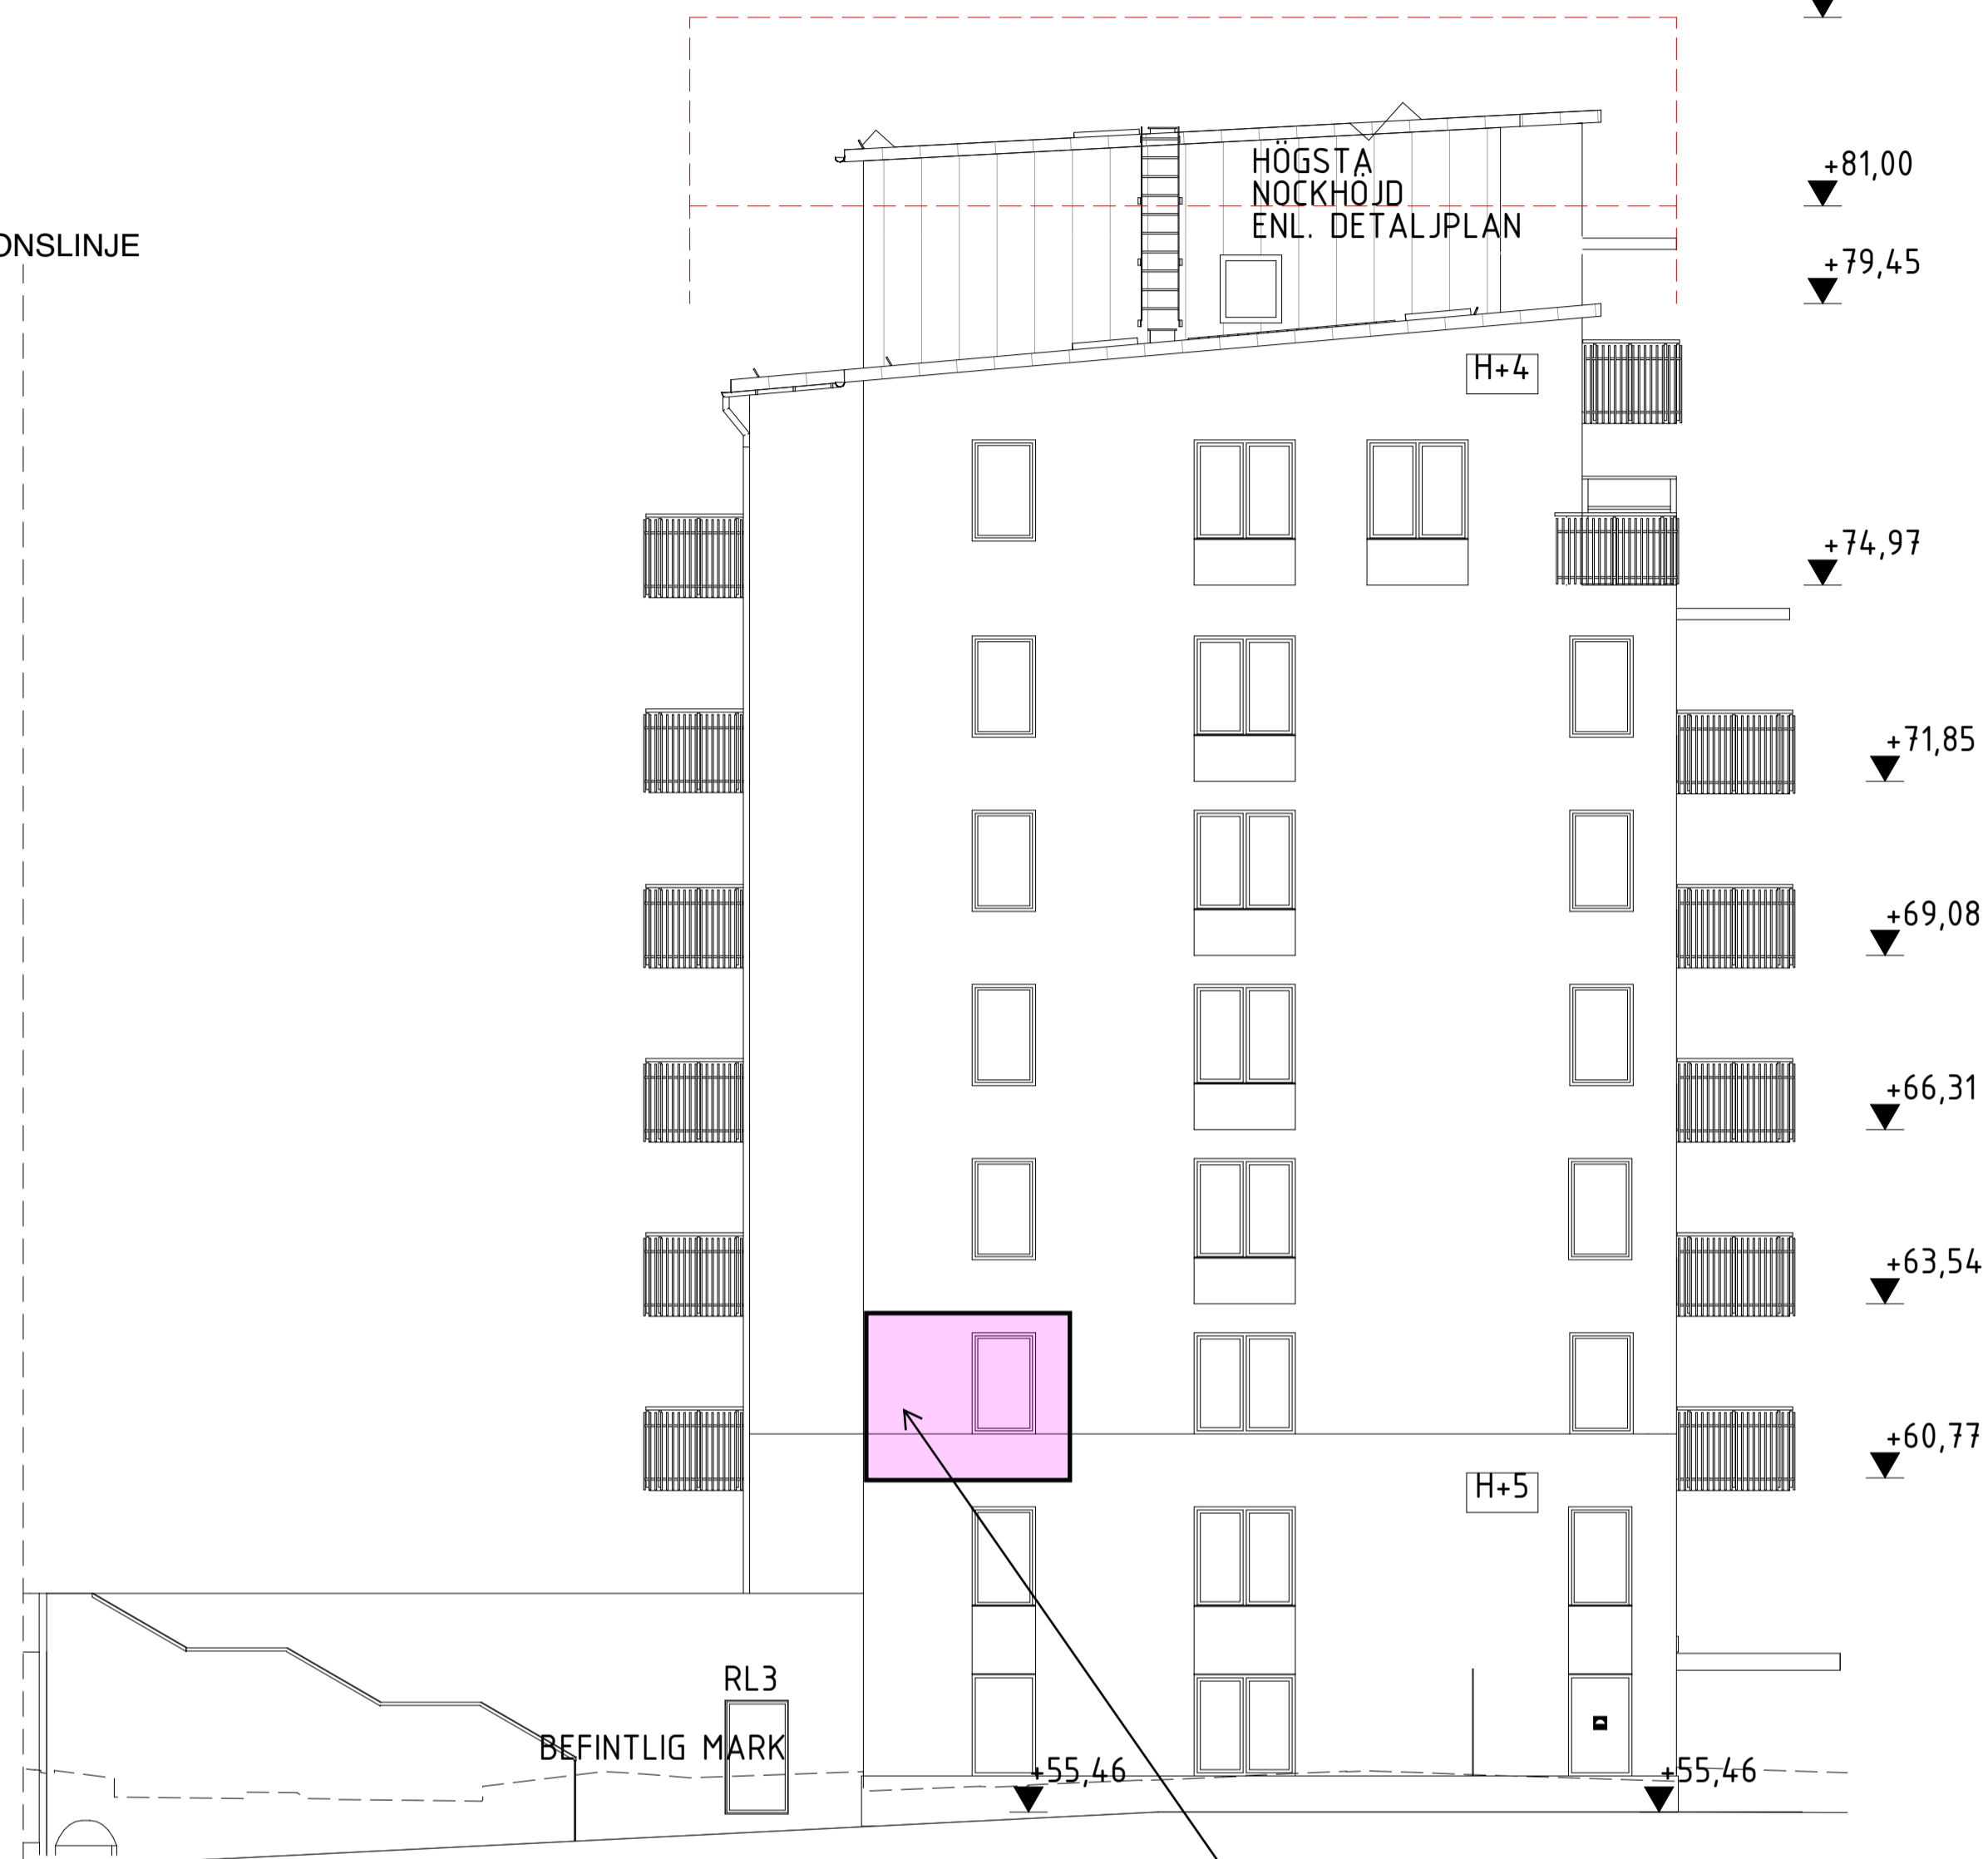 +81,00
HÖGSTA
NOCKHÖJD
ENL. DETALJPLAN
ONSLINJE
+79,45
H+4
+74,97
+71,85
+69,08
+66,31
+63,54
+60,77
H+5
RL3
BEFINTLIG MARK
+55,46
+55,46